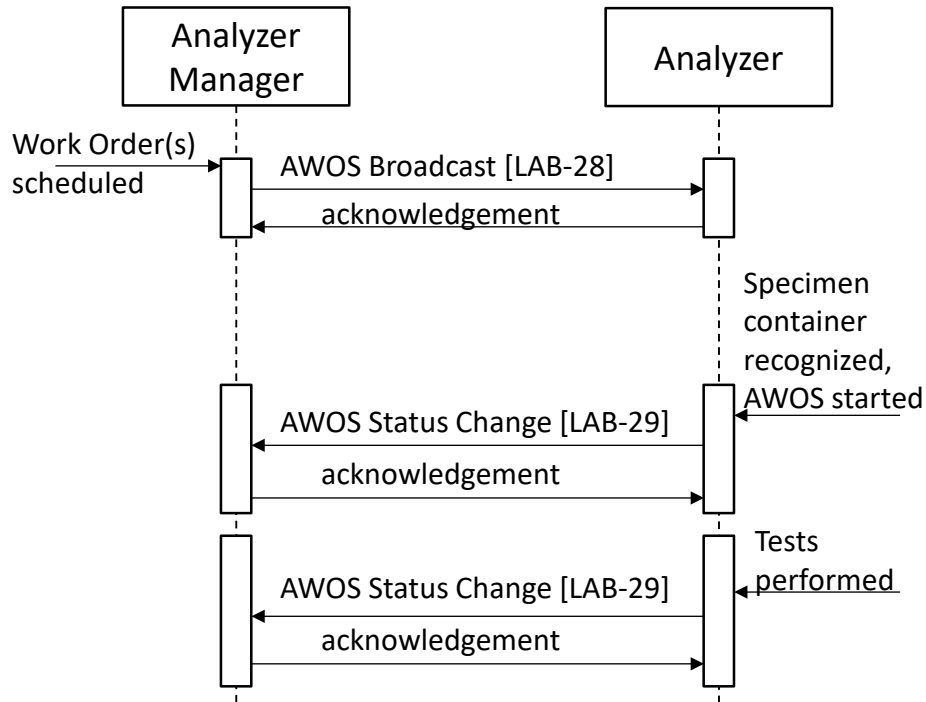 Analyzer
Manager
Analyzer
Work Order(s)
scheduled
AWOS Broadcast [LAB-28]
acknowledgement
Specimen
container
recognized,
AWOS started
AWOS Status Change [LAB-29]
acknowledgement
Tests
performed
AWOS Status Change [LAB-29]
acknowledgement